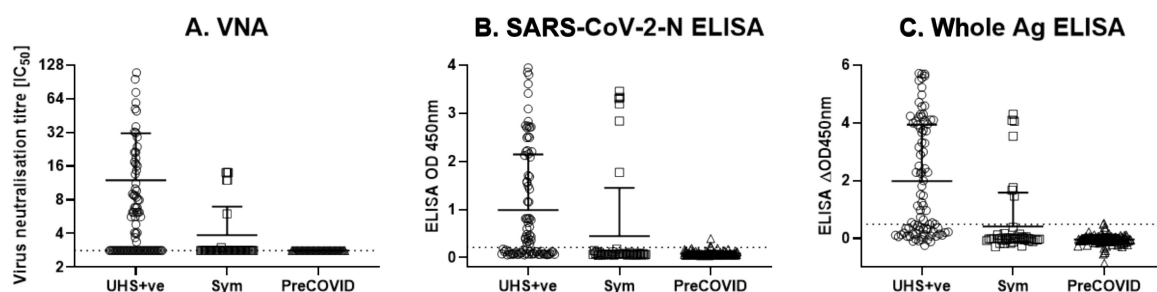 A. VNA
Virus neutralisation titre [IC50]
128
64
32
16
8
4
2
UHS+ve Sym PreCOVID
B. SARS-CoV-2-N ELISA
ELISA OD 450nm
4
3
2
1
0
UHS+ve Sym PreCOVID
C. Whole Ag ELISA
ELISA ΔOD450nm
6
4
2
0
UHS+ve Sym PreCOVID